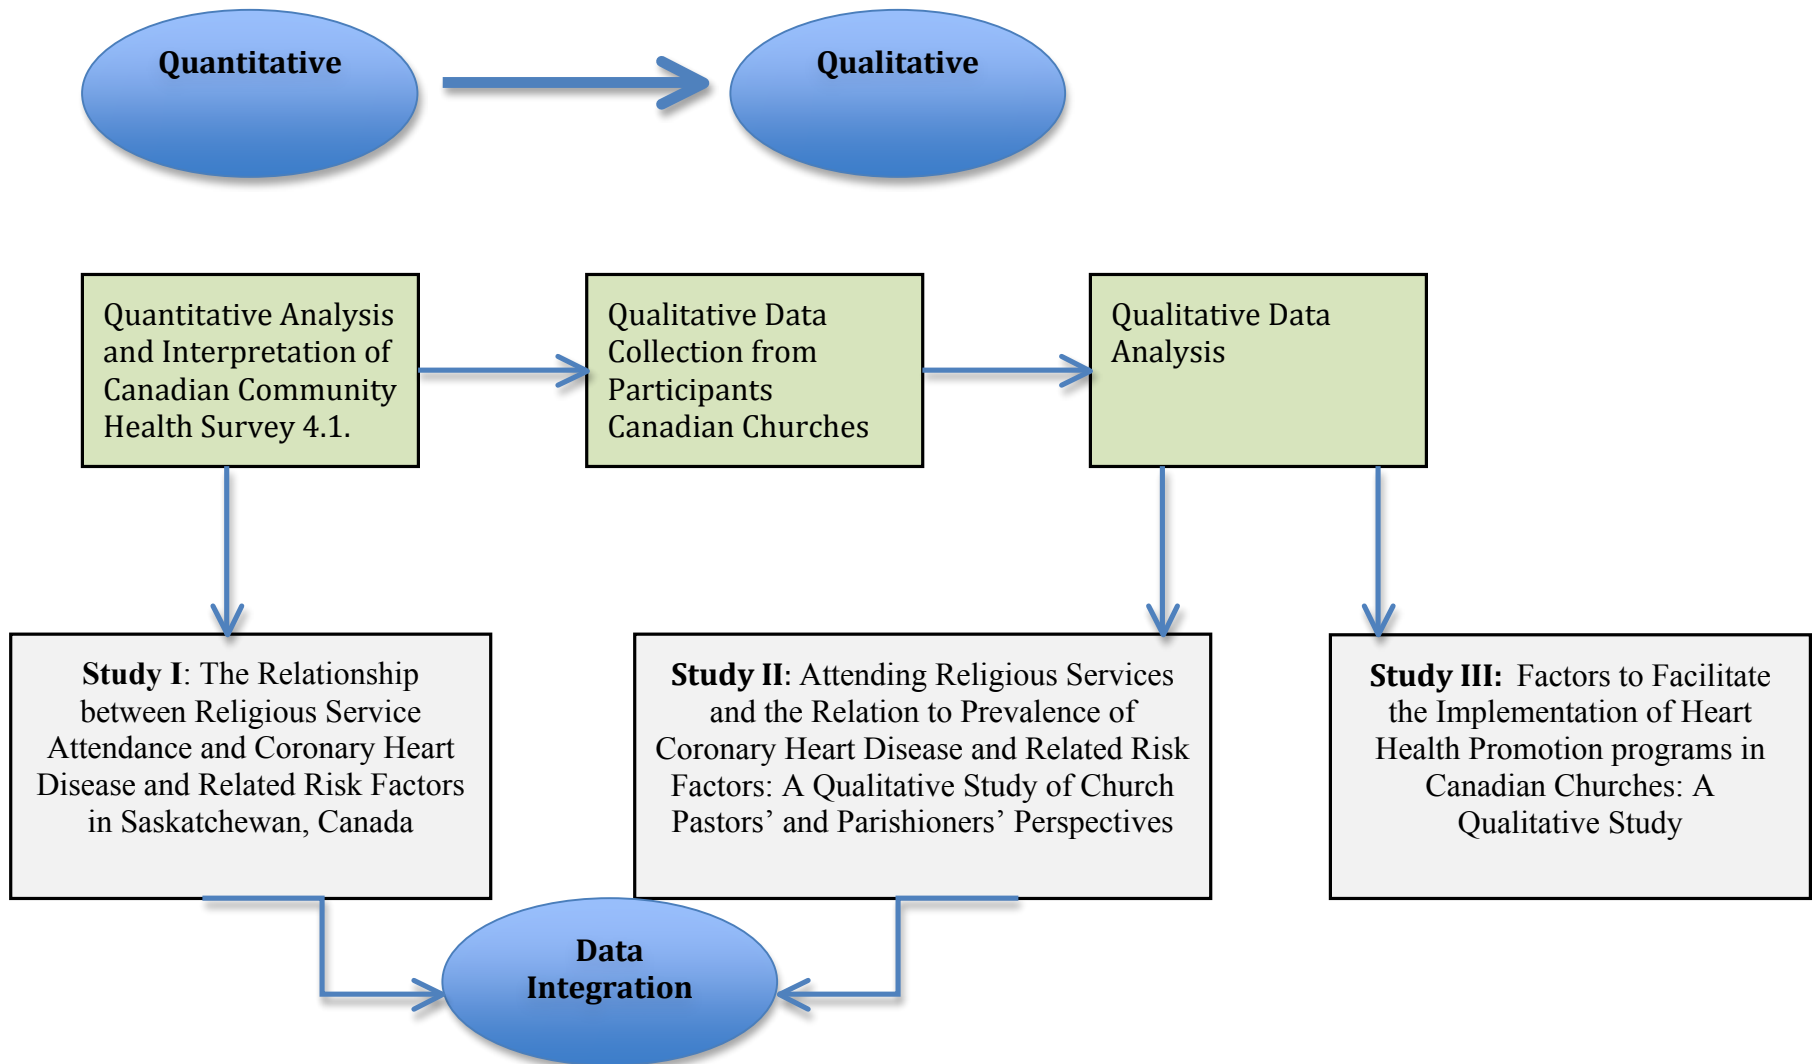 Quantitative
Qualitative
Quantitative Analysis
and Interpretation of
Canadian Community
Health Survey 4.1.
Qualitative Data
Collection from
Participants
Canadian Churches
Qualitative Data
Analysis
Study I: The Relationship
between Religious Service
Attendance and Coronary Heart
Disease and Related Risk Factors
in Saskatchewan, Canada
Study II: Attending Religious Services
and the Relation to Prevalence of
Coronary Heart Disease and Related Risk
Factors: A Qualitative Study of Church
Pastors’ and Parishioners’ Perspectives
Study III: Factors to Facilitate
the Implementation of Heart
Health Promotion programs in
Canadian Churches: A
Qualitative Study
Data
Integration